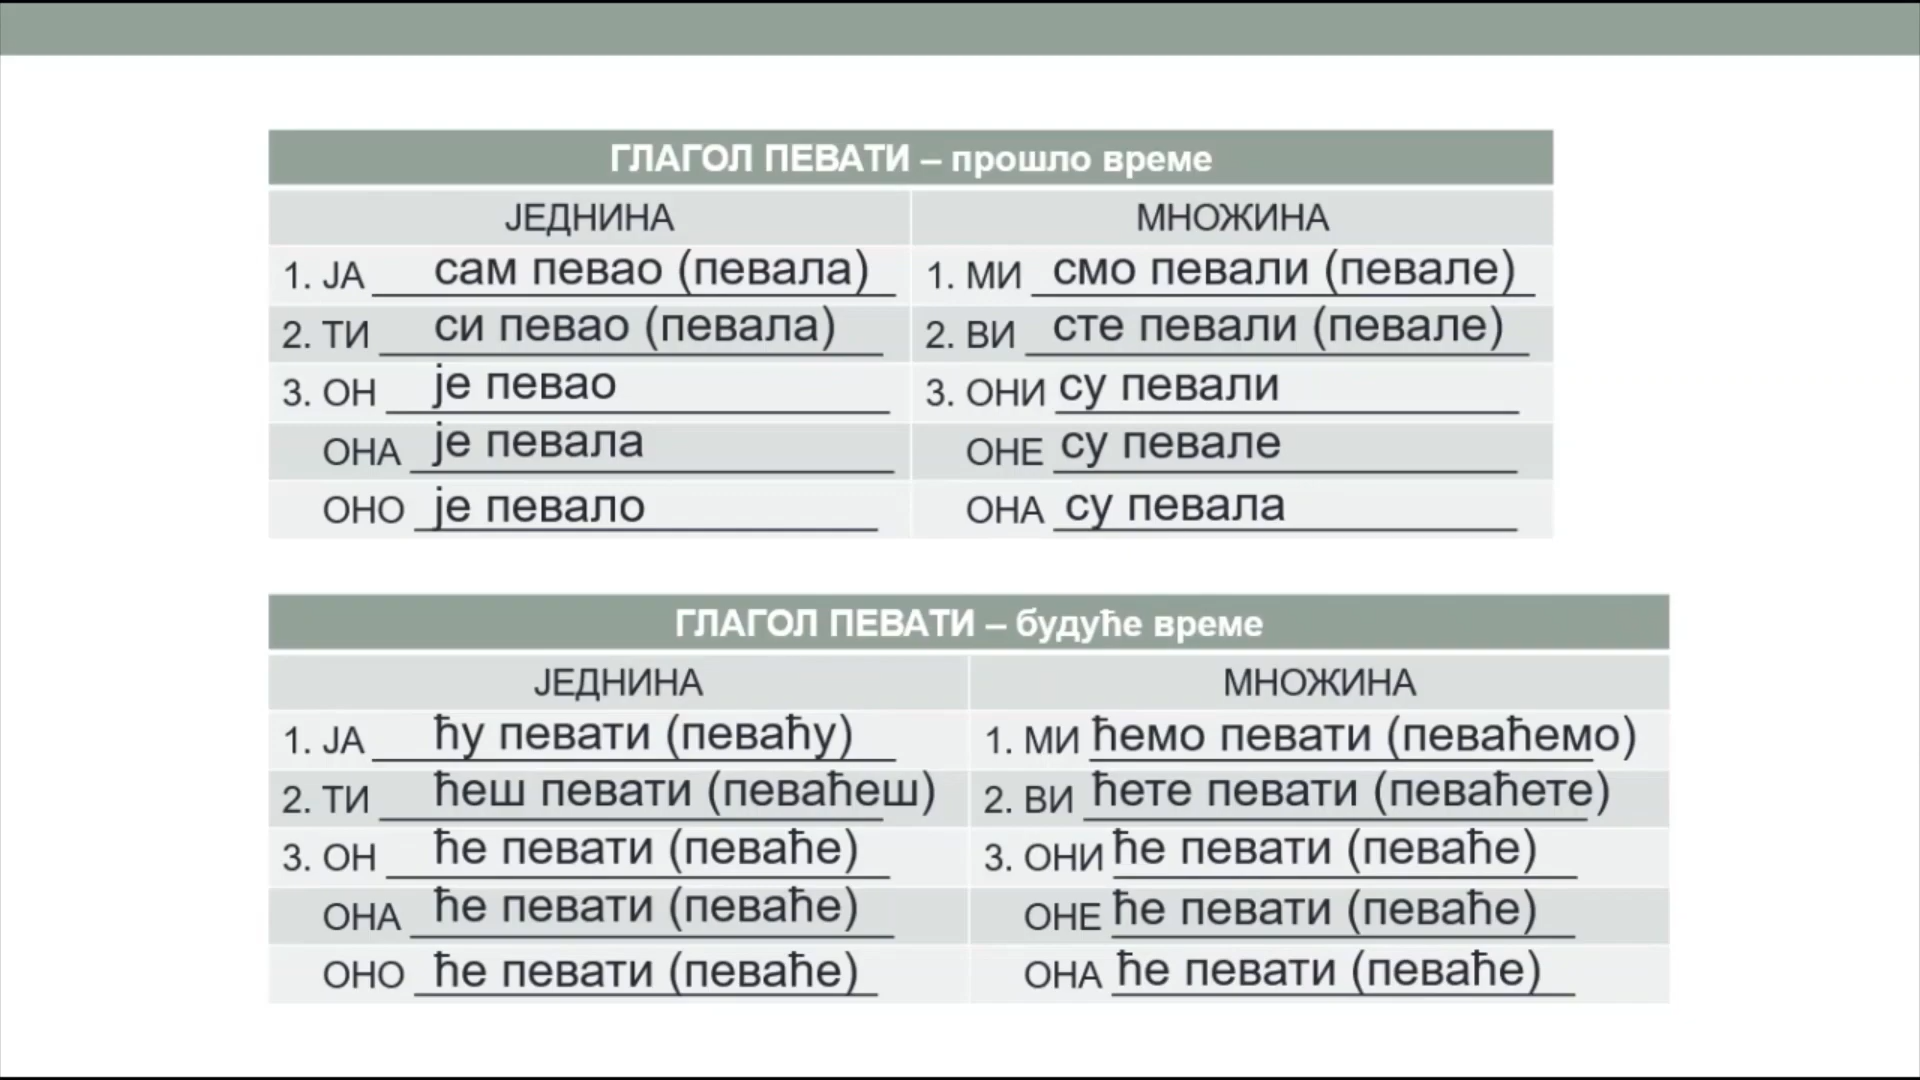 ГЛАГОЛ ПЕВАТИ – прошло време
ЈЕДНИНА МНОЖИНА
1. ЈА сам певао (певала) 1. МИ смо певали (певале)
2. ТИ си певао (певала) 2. ВИ сте певали (певале)
3. ОН је певао 3. ОНИ су певали
ОНА је певала ОНЕ су певале
ОНО је певало ОНА су певала
ГЛАГОЛ ПЕВАТИ – будуће време
ЈЕДНИНА МНОЖИНА
1. ЈА ћу певати (певаћу) 1. МИ ћемо певати (певаћемо)
2. ТИ ћеш певати (певаћеш) 2. ВИ ћете певати (певаћете)
3. ОН ће певати (певаће) 3. ОНИ ће певати (певаће)
ОНА ће певати (певаће) ОНЕ ће певати (певаће)
ОНО ће певати (певаће) ОНА ће певати (певаће)